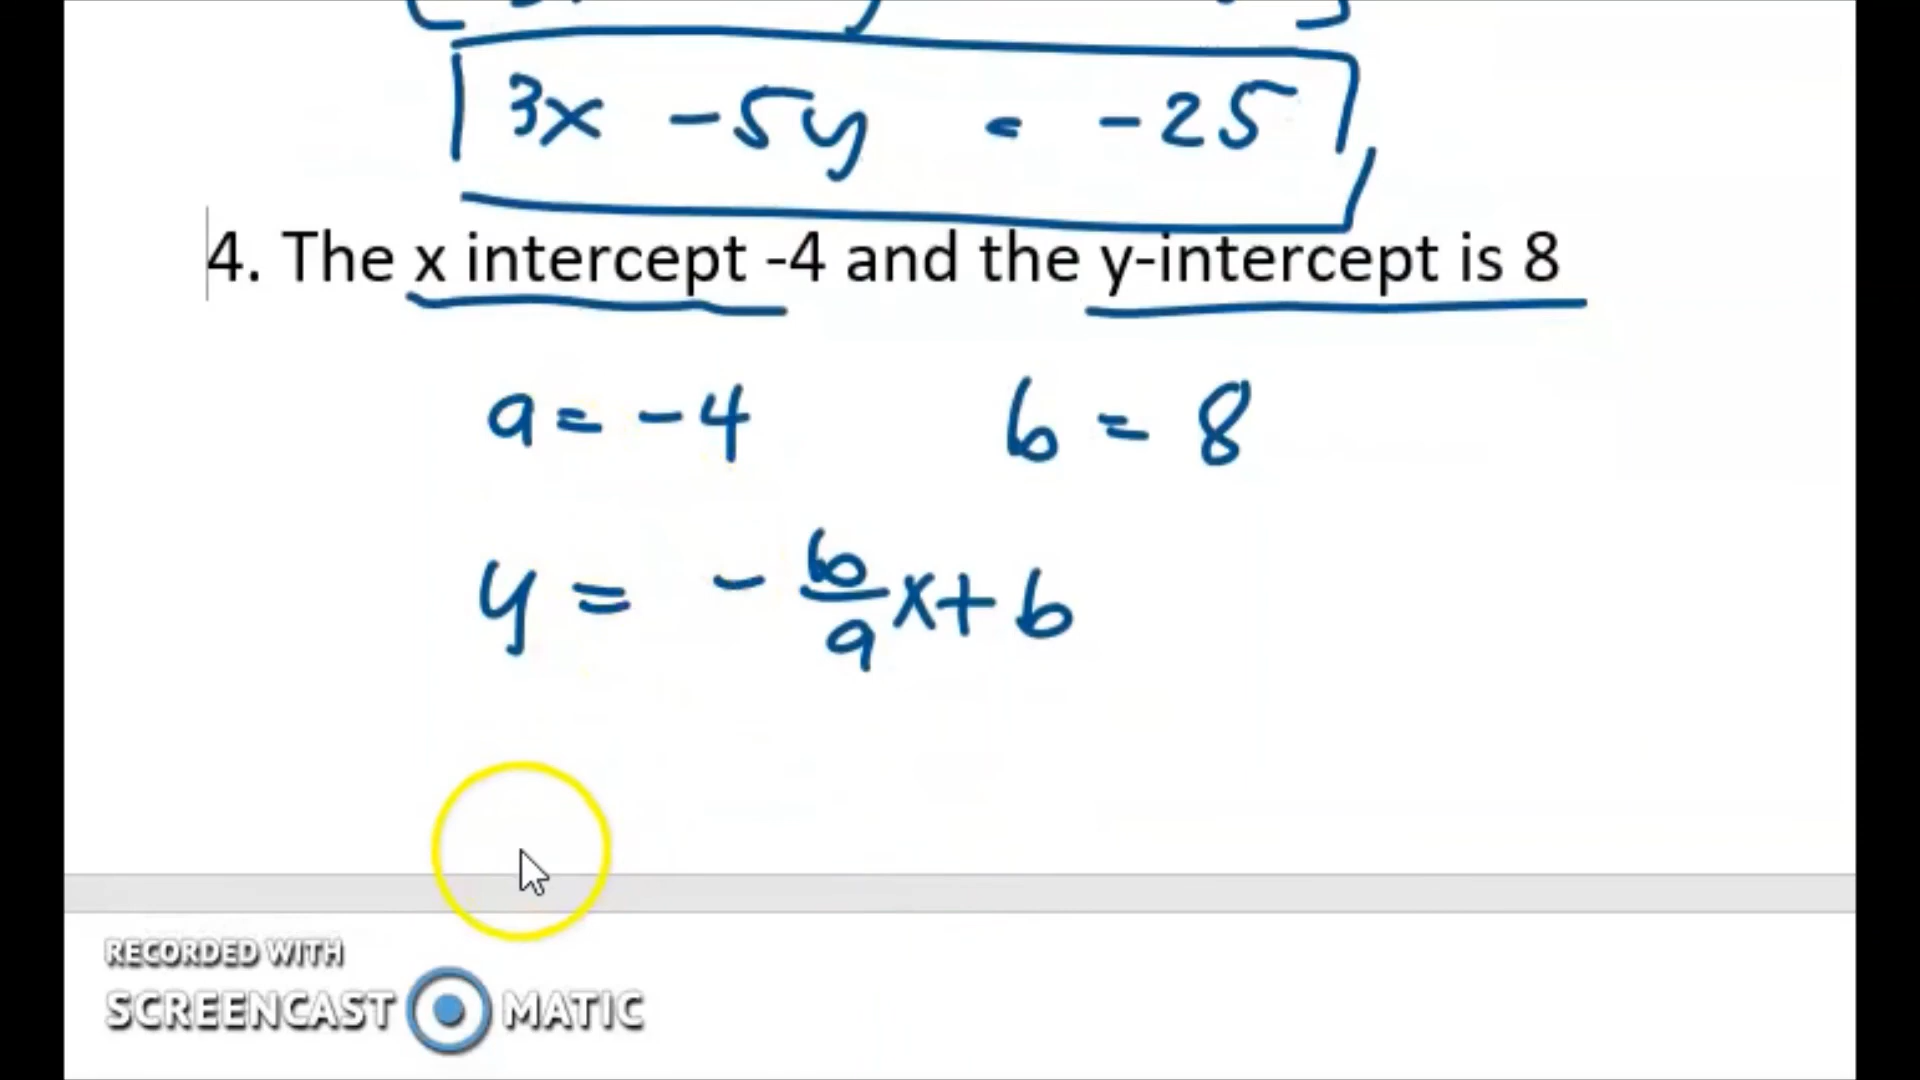 3x - 5y = -25
4. The x intercept -4 and the y-intercept is 8
a = -4 b = 8
y = - b/a x + b
RECORDED WITH
SCREENCAST MATIC